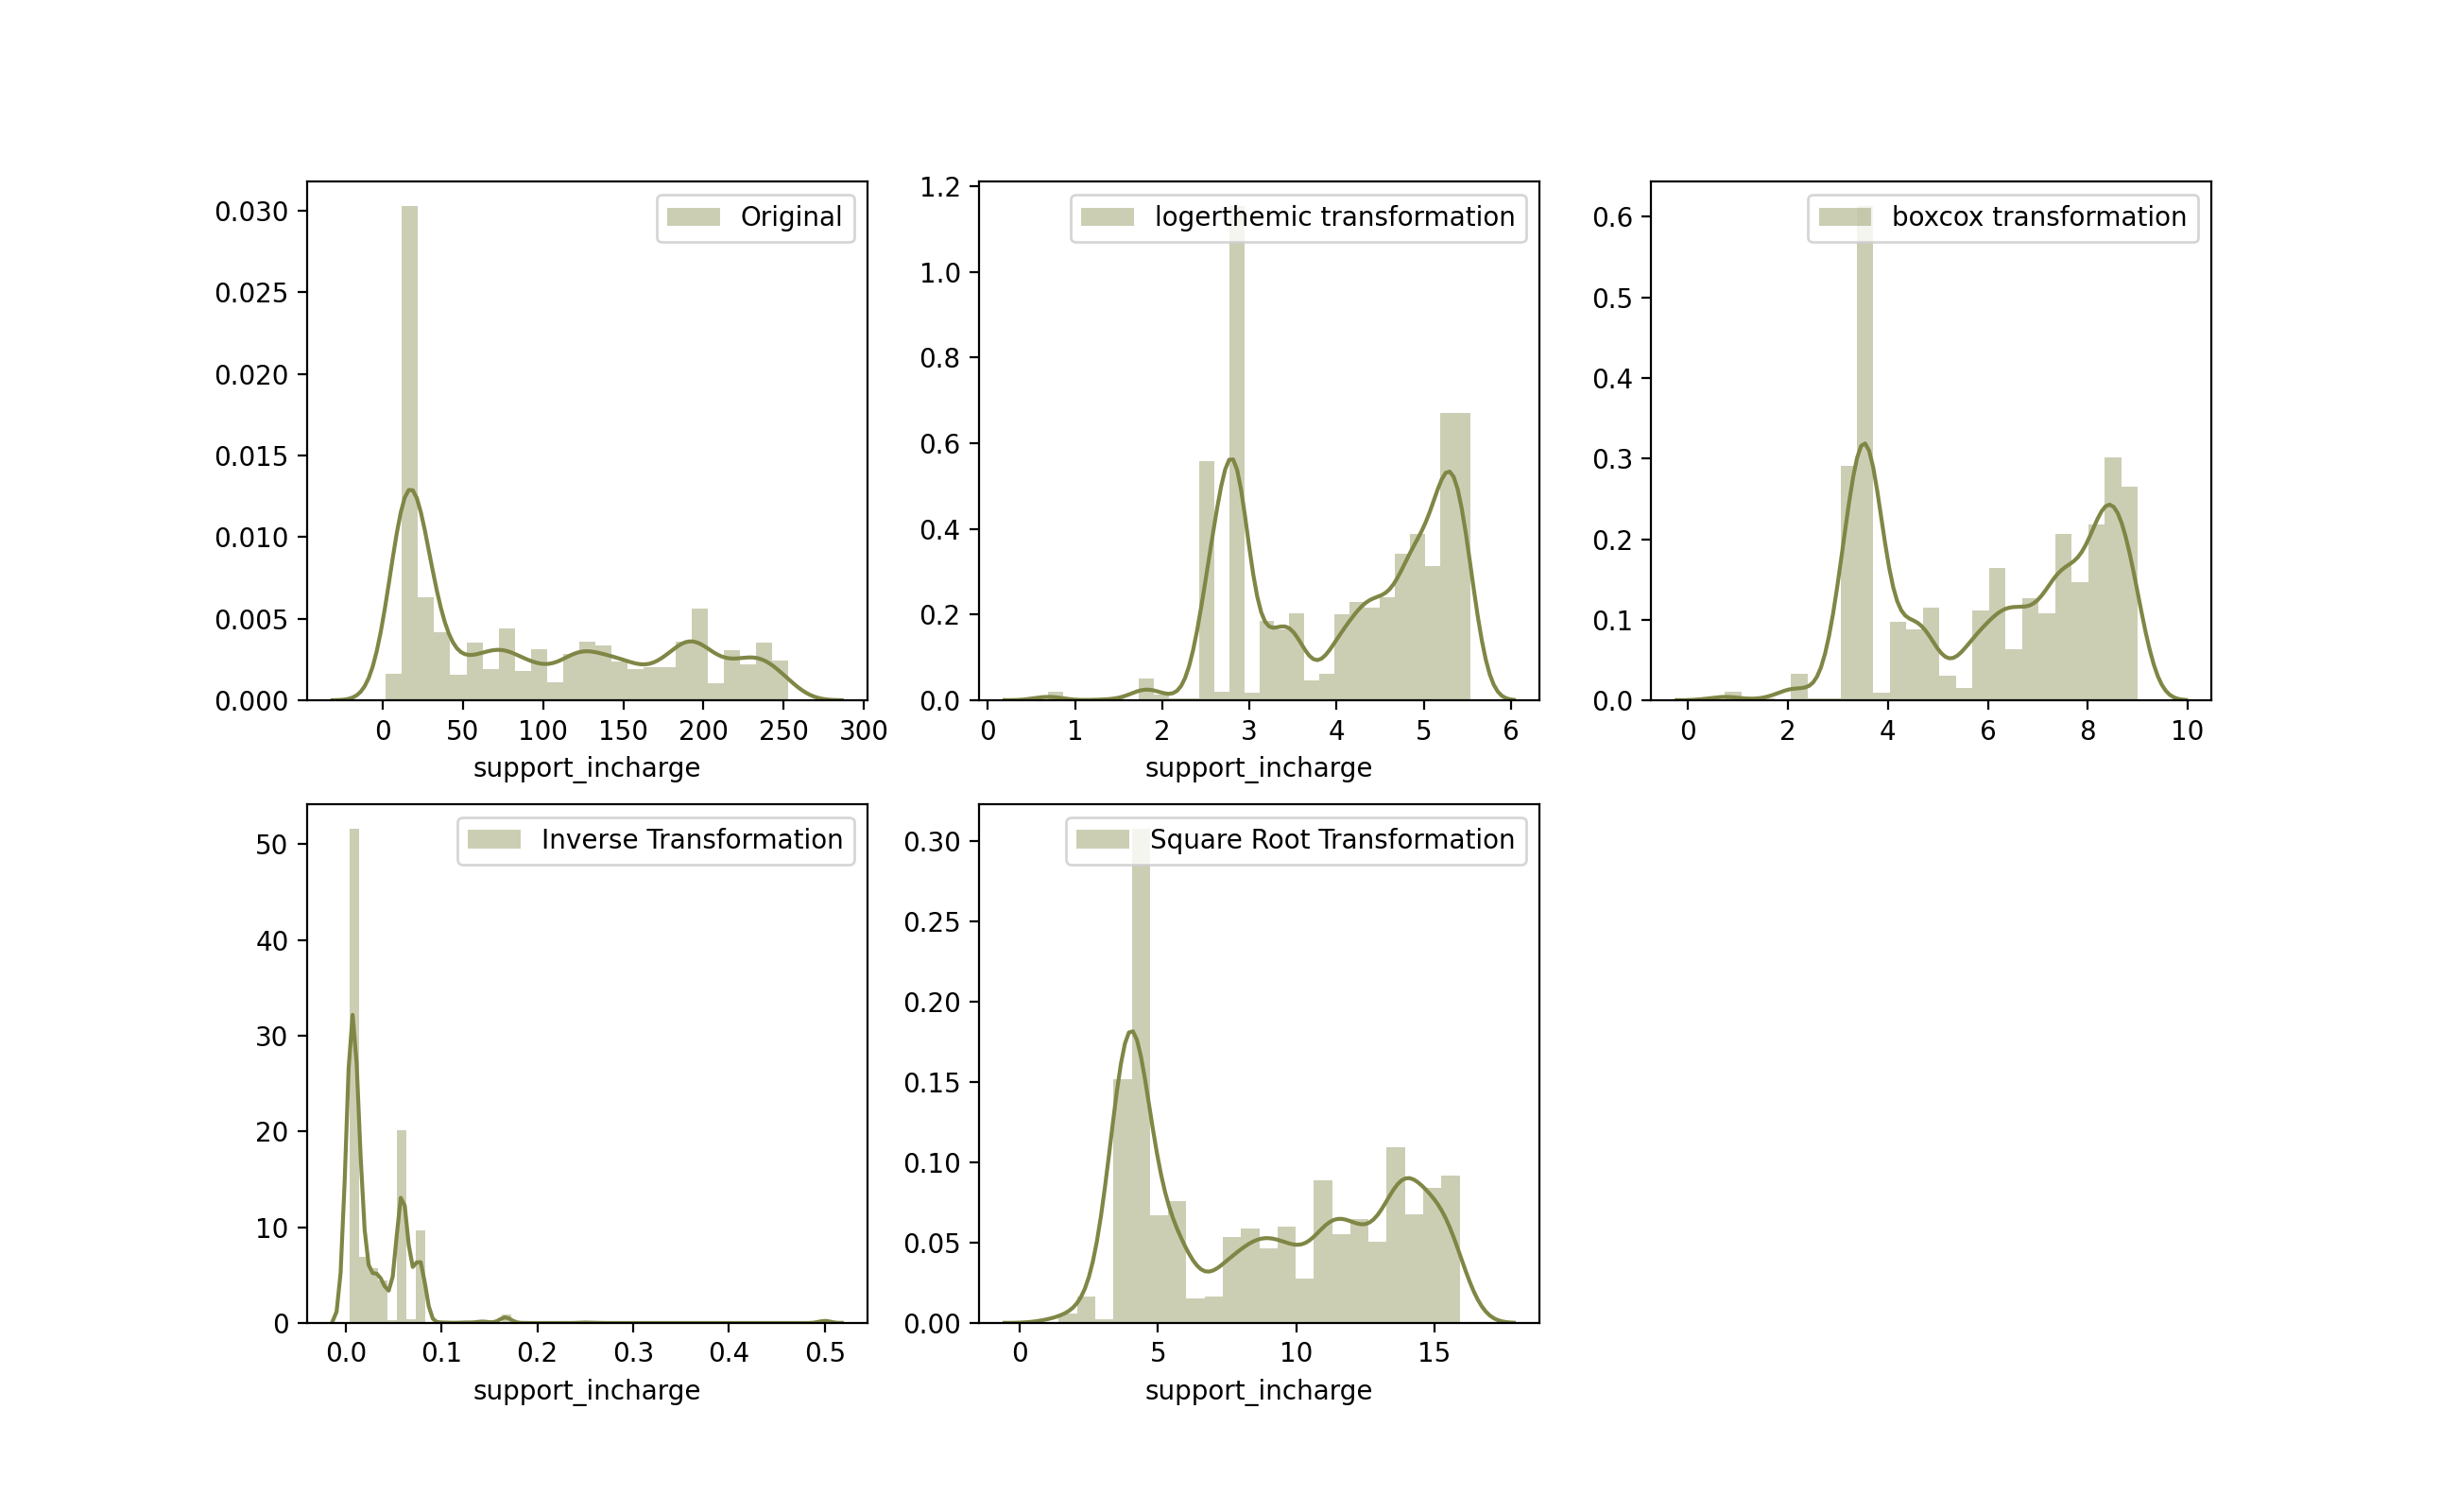 Original
0.030
0.025
0.020
0.015
0.010
0.005
0.000
0 50 100 150 200 250 300
support_incharge
logerthemic transformation
1.2
1.0
0.8
0.6
0.4
0.2
0.0
0 1 2 3 4 5 6
support_incharge
boxcox transformation
0.6
0.5
0.4
0.3
0.2
0.1
0.0
0 2 4 6 8 10
Inverse Transformation
50
40
30
20
10
0
0.0 0.1 0.2 0.3 0.4 0.5
support_incharge
Square Root Transformation
0.30
0.25
0.20
0.15
0.10
0.05
0.00
0 5 10 15
support_incharge